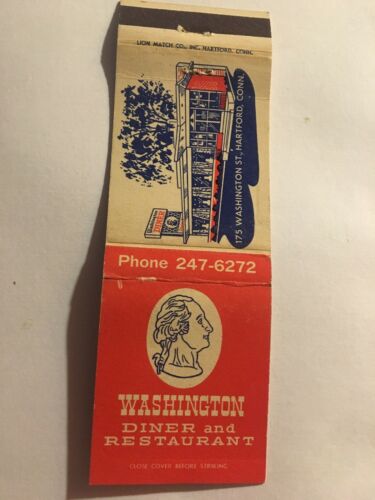 LION MATCH CO., INC. HARTFORD, CONN.
175 WASHINGTON ST., HARTFORD, CONN.
Phone 247-6272
WASHINGTON
DINER and
RESTAURANT
CLOSE COVER BEFORE STRIKING